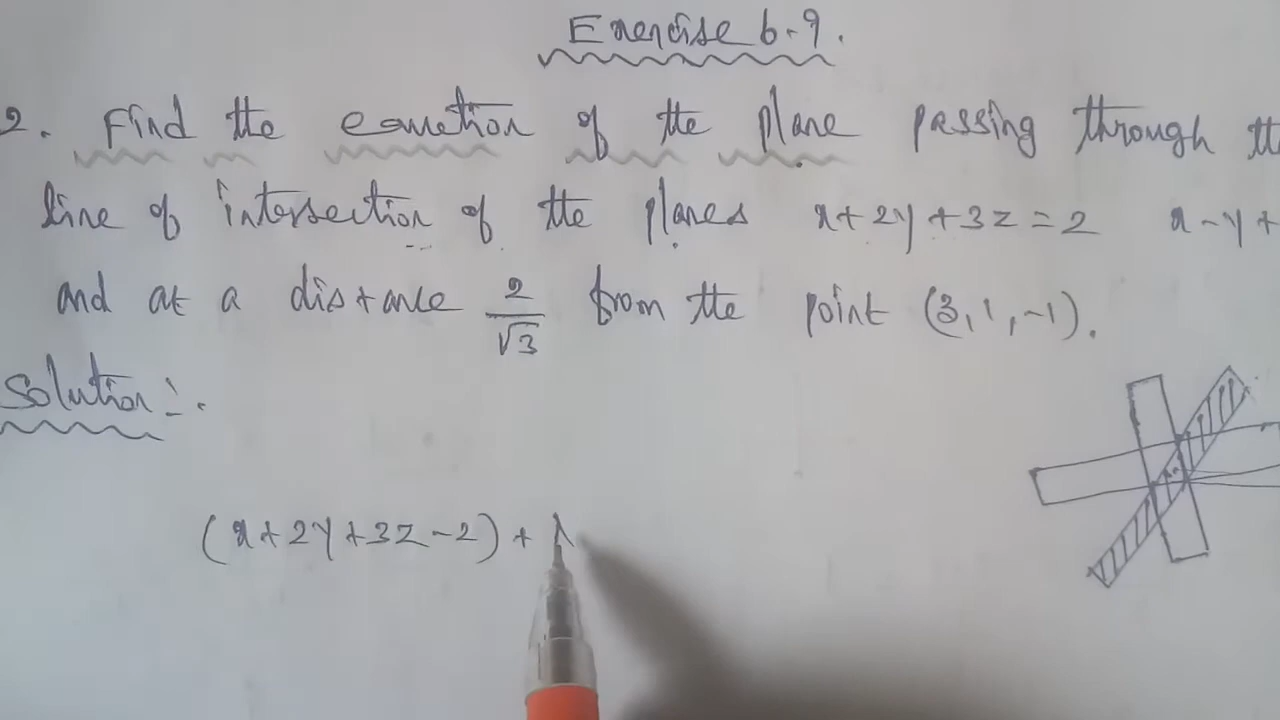 Exercise 6.9.
2. Find the equation of the plane passing through
line of intersection of the planes x+2y+3z=2 x-y+
and at a distance 2/√3 from the point (3,1,-1).
Solution:-.
(x+2y+3z-2)+λ